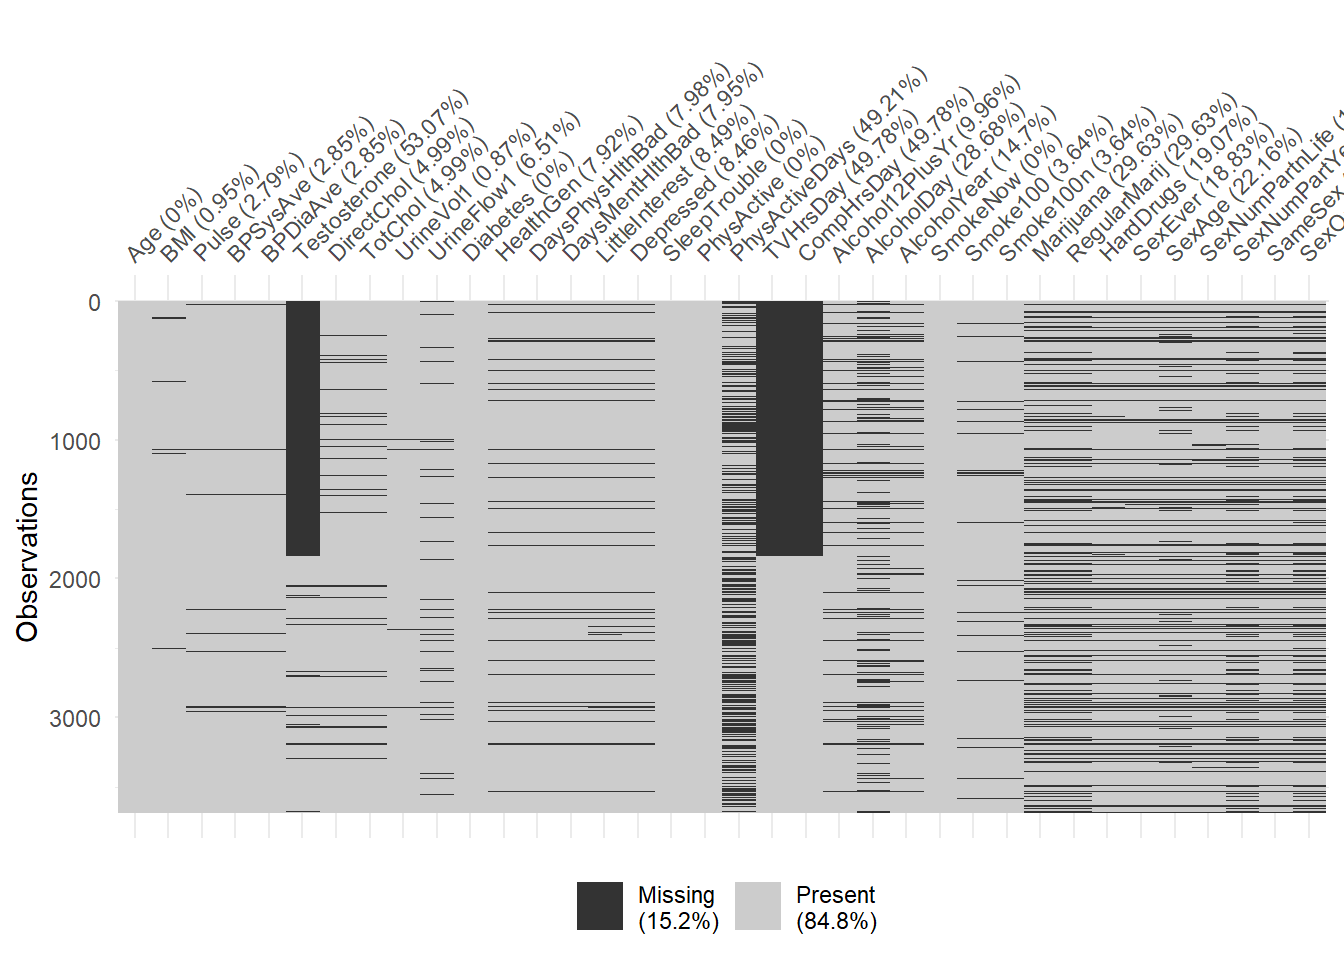 Age (0%)
BMI (0.95%)
Pulse (2.79%)
BPSysAve (2.85%)
BPDiaAve (2.85%)
Testosterone (53.07%)
DirectChol (4.99%)
TotChol (4.99%)
UrineVol1 (0.87%)
UrineFlow1 (6.51%)
Diabetes (0%)
HealthGen (7.92%)
DaysPhysHlthBad (7.98%)
DaysMentHlthBad (7.95%)
LittleInterest (8.49%)
Depressed (8.46%)
SleepTrouble (0%)
PhysActive (0%)
PhysActiveDays (49.21%)
TVHrsDay (49.78%)
CompHrsDay (49.78%)
Alcohol12PlusYr (9.96%)
AlcoholDay (28.68%)
AlcoholYear (14.7%)
SmokeNow (0%)
Smoke100 (3.64%)
Smoke100n (3.64%)
Marijuana (29.63%)
RegularMarij (29.63%)
HardDrugs (19.07%)
SexEver (18.83%)
SexAge (22.16%)
SexNumPartnLife (1
SexNumPartYe
SameSex
SexO
0
1000
2000
3000
Observations
Missing
(15.2%)
Present
(84.8%)